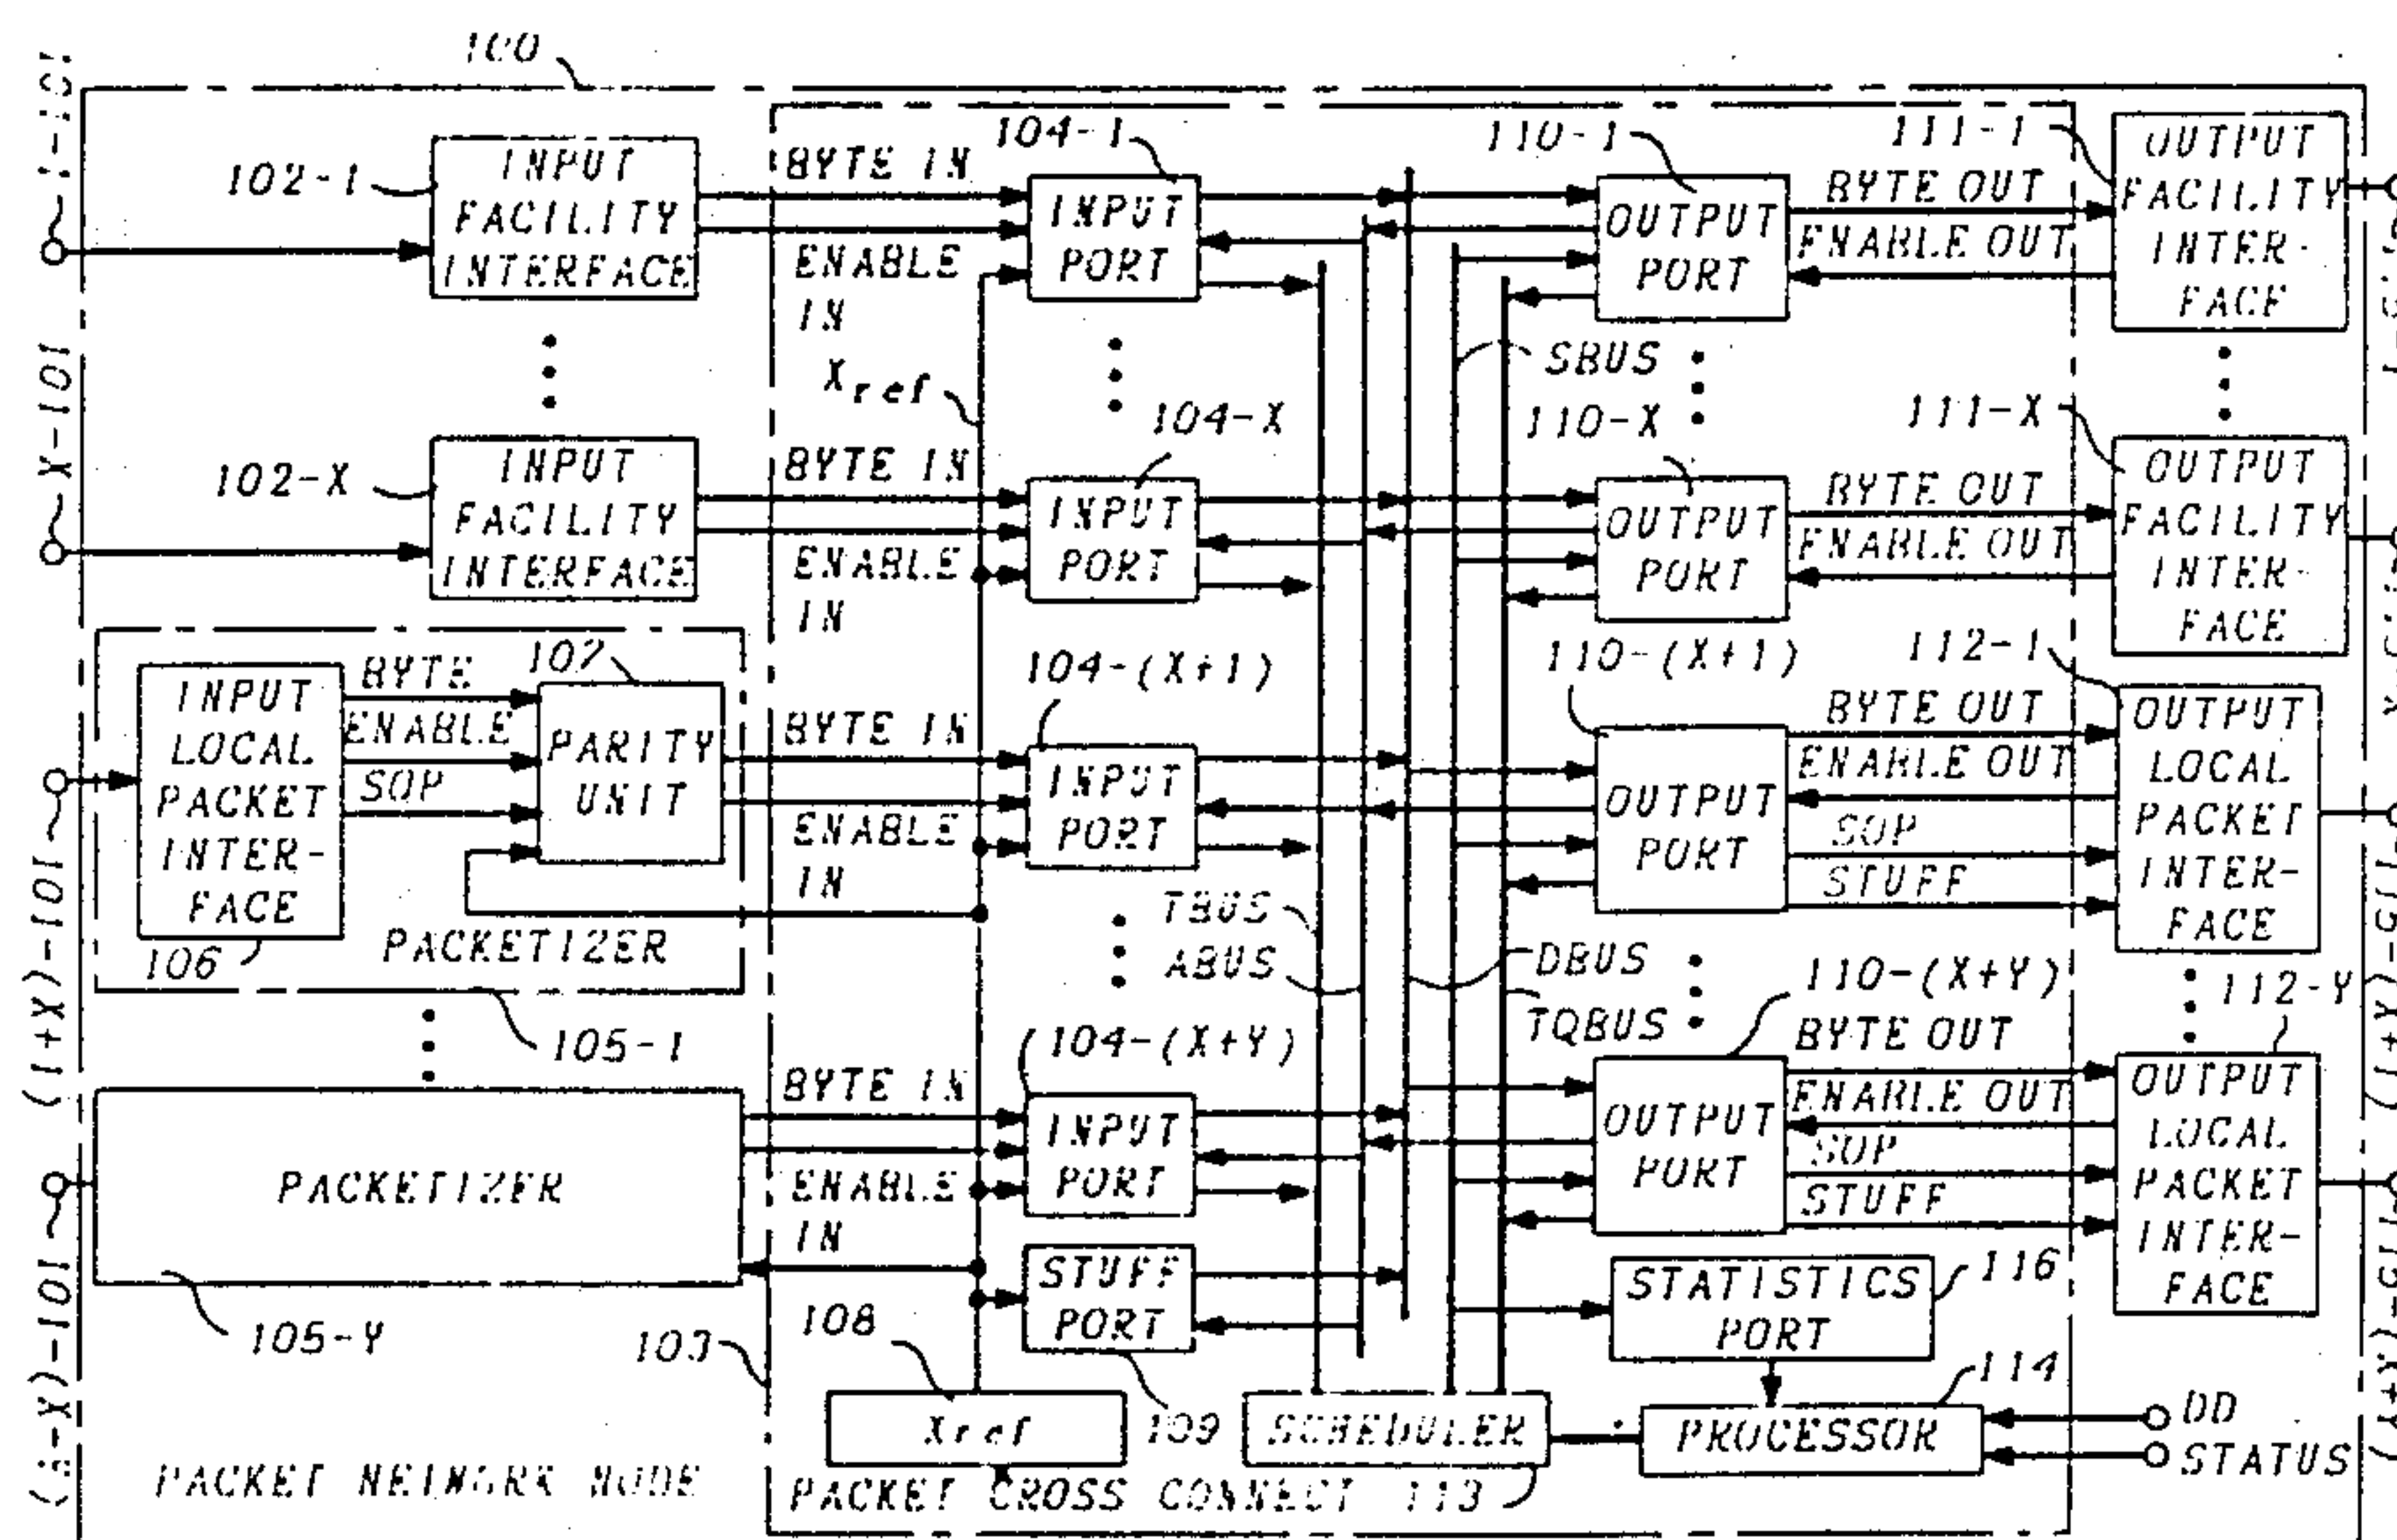 100
102-1
INPUT
FACILITY
INTERFACE
BYTE IN
ENABLE
IN
104-1
INPUT
PORT
110-1
OUTPUT
PORT
BYTE OUT
ENABLE OUT
111-1
OUTPUT
FACILITY
INTER-
FACE
X-101
102-X
INPUT
FACILITY
INTERFACE
Xref
BYTE IN
ENABLE
IN
104-X
INPUT
PORT
SBUS
110-X
OUTPUT
PORT
BYTE OUT
ENABLE OUT
111-X
OUTPUT
FACILITY
INTER-
FACE
(1+X)-101
INPUT
LOCAL
PACKET
INTER-
FACE
106
BYTE
ENABLE
SOP
107
PARITY
UNIT
PACKETIZER
105-1
BYTE IN
ENABLE
IN
104-(X+1)
INPUT
PORT
TBUS
ABUS
DBUS
TQBUS
110-(X+1)
OUTPUT
PORT
BYTE OUT
ENABLE OUT
SOP
STUFF
112-1
OUTPUT
LOCAL
PACKET
INTER-
FACE
PACKETIZER
105-Y
BYTE IN
ENABLE
IN
104-(X+Y)
INPUT
PORT
110-(X+Y)
OUTPUT
PORT
BYTE OUT
ENABLE OUT
SOP
STUFF
112-Y
OUTPUT
LOCAL
PACKET
INTER-
FACE
103
108
Xref
STUFF
PORT
109
SCHEDULER
STATISTICS
PORT
116
114
PROCESSOR
DD
STATUS
PACKET NETWORK NODE
PACKET CROSS CONNECT 113